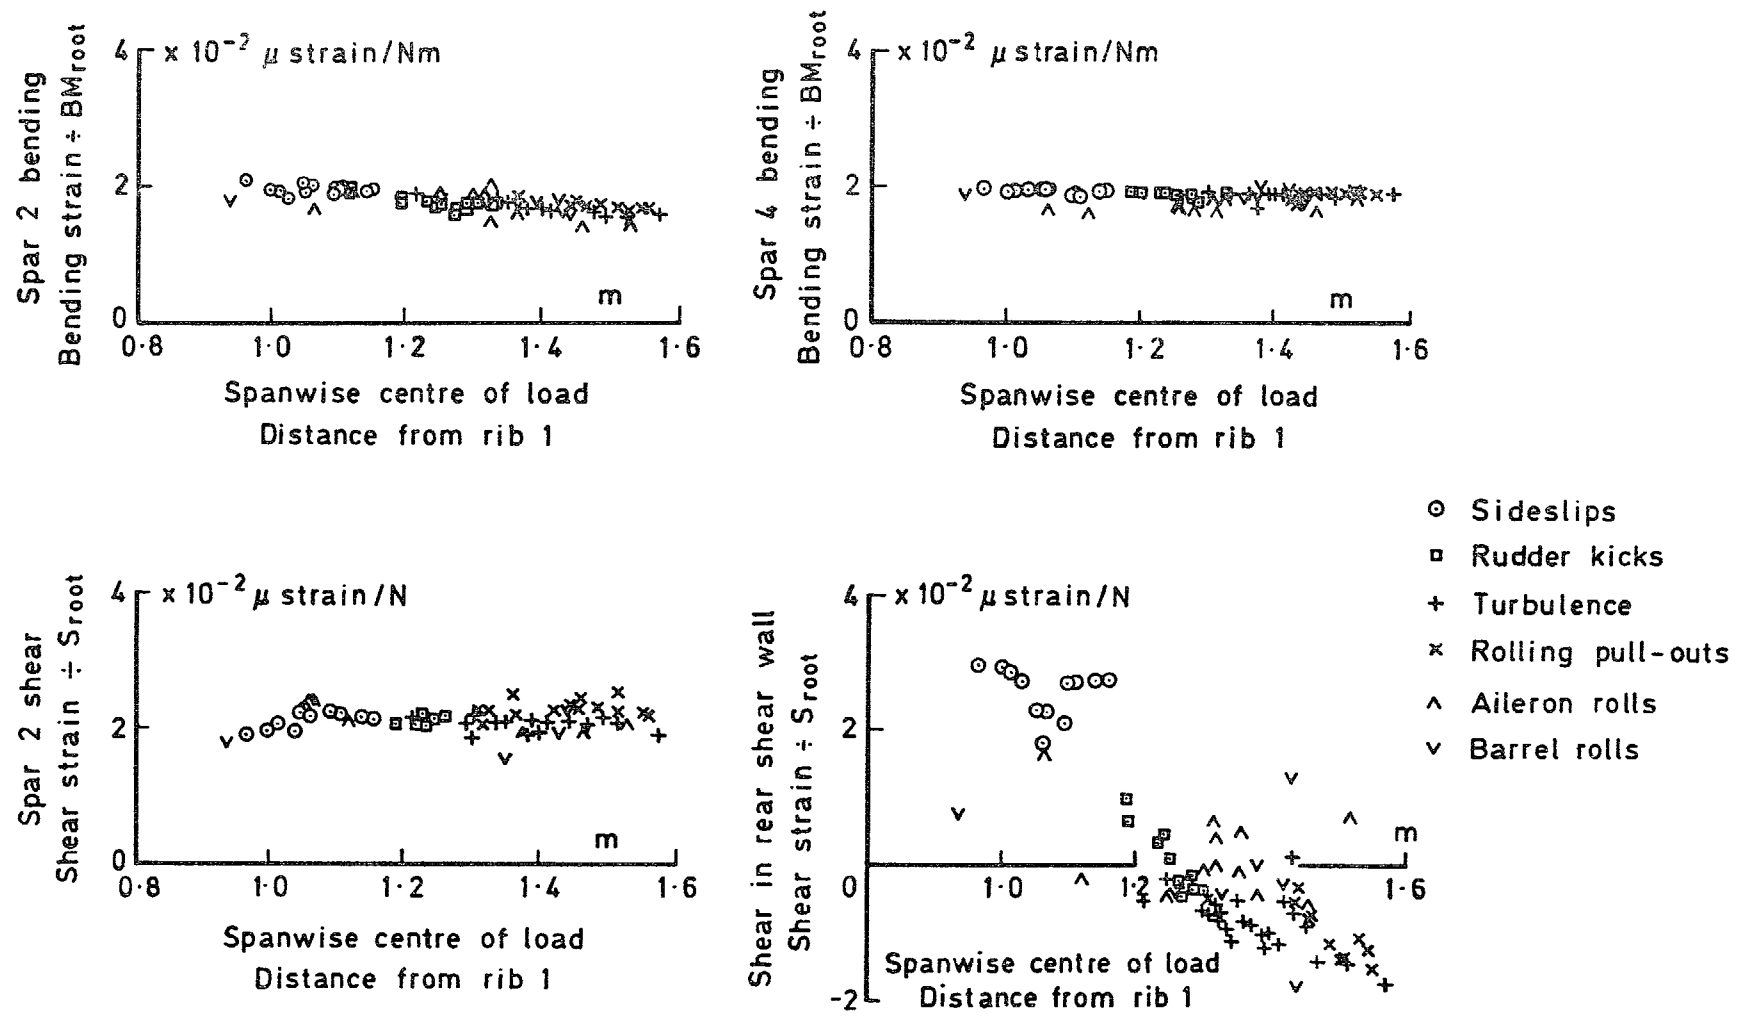 Spar 2 bending
Bending strain ÷ BMroot
4
× 10⁻² μ strain/Nm
2
0
m
0·8 1·0 1·2 1·4 1·6
Spanwise centre of load
Distance from rib 1
Spar 4 bending
Bending strain ÷ BMroot
4
× 10⁻² μ strain/Nm
2
0
m
0·8 1·0 1·2 1·4 1·6
Spanwise centre of load
Distance from rib 1
Spar 2 shear
Shear strain ÷ Sroot
4
× 10⁻² μ strain/N
2
0
m
0·8 1·0 1·2 1·4 1·6
Spanwise centre of load
Distance from rib 1
Shear in rear shear wall
Shear strain ÷ Sroot
4
× 10⁻² μ strain/N
2
m
0 1·0 1·2 1·6
-2
Spanwise centre of load
Distance from rib 1
Sideslips
Rudder kicks
Turbulence
Rolling pull-outs
Aileron rolls
Barrel rolls